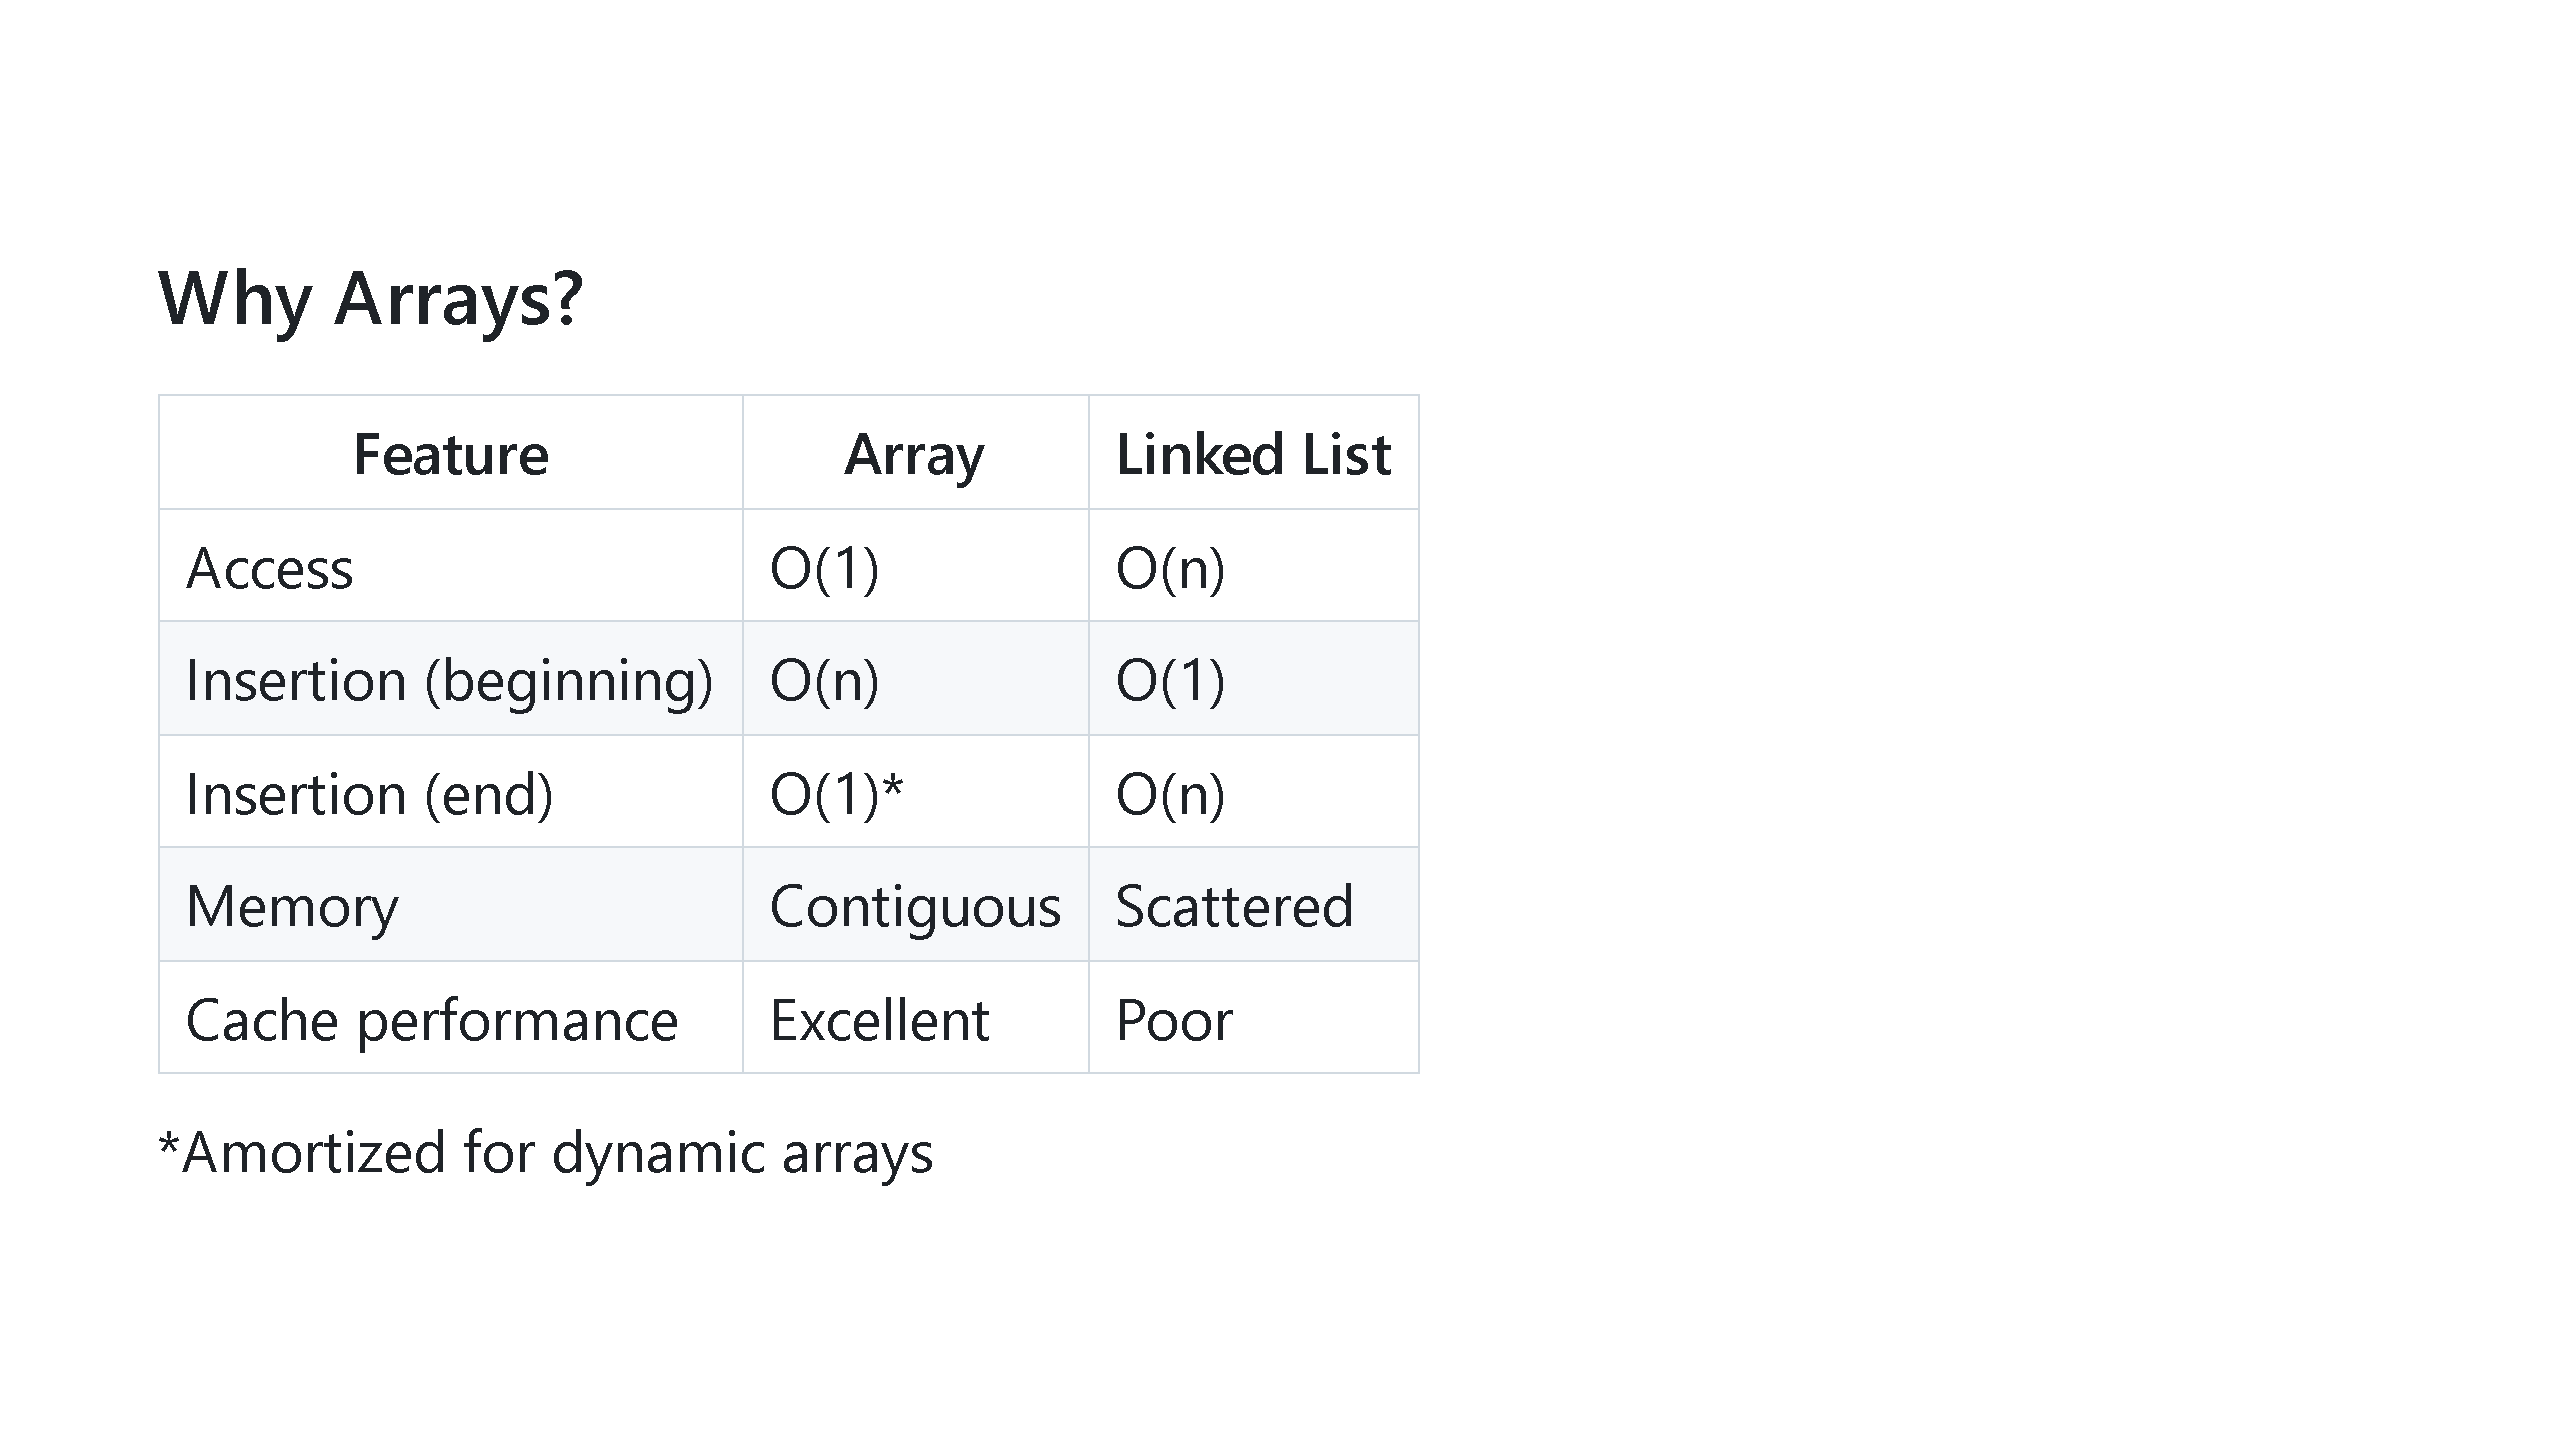 Why Arrays?
Feature Array Linked List
Access O(1) O(n)
Insertion (beginning) O(n) O(1)
Insertion (end) O(1)* O(n)
Memory Contiguous Scattered
Cache performance Excellent Poor
*Amortized for dynamic arrays